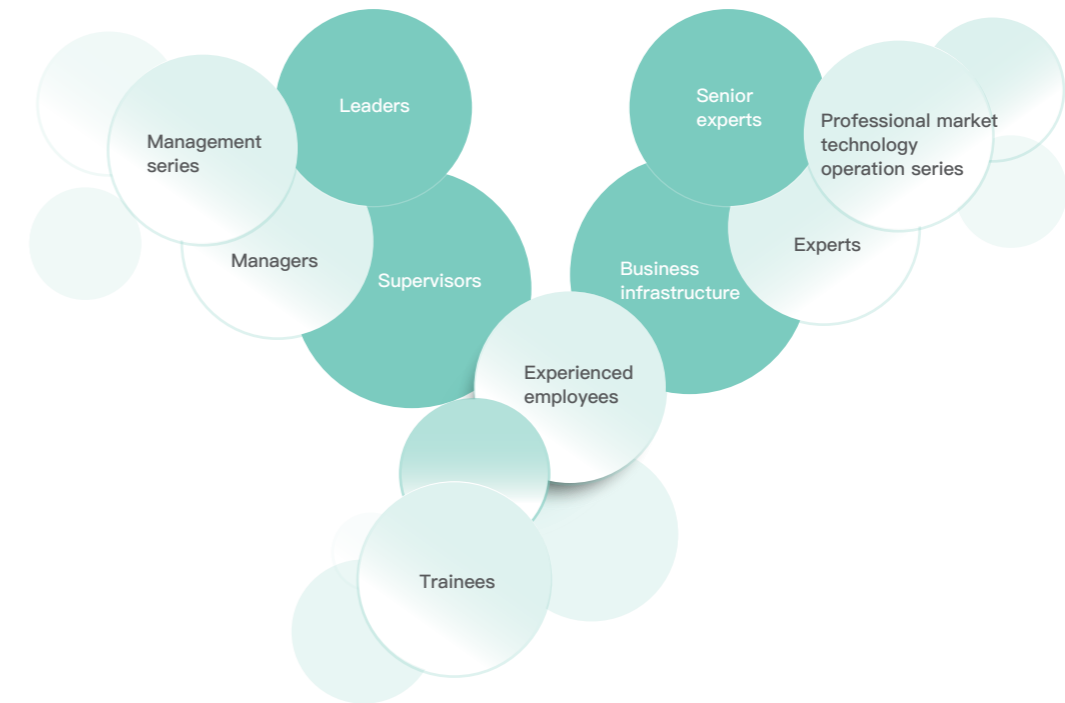 Leaders
Senior
experts
Management
series
Professional market
technology
operation series
Managers
Experts
Supervisors
Business
infrastructure
Experienced
employees
Trainees